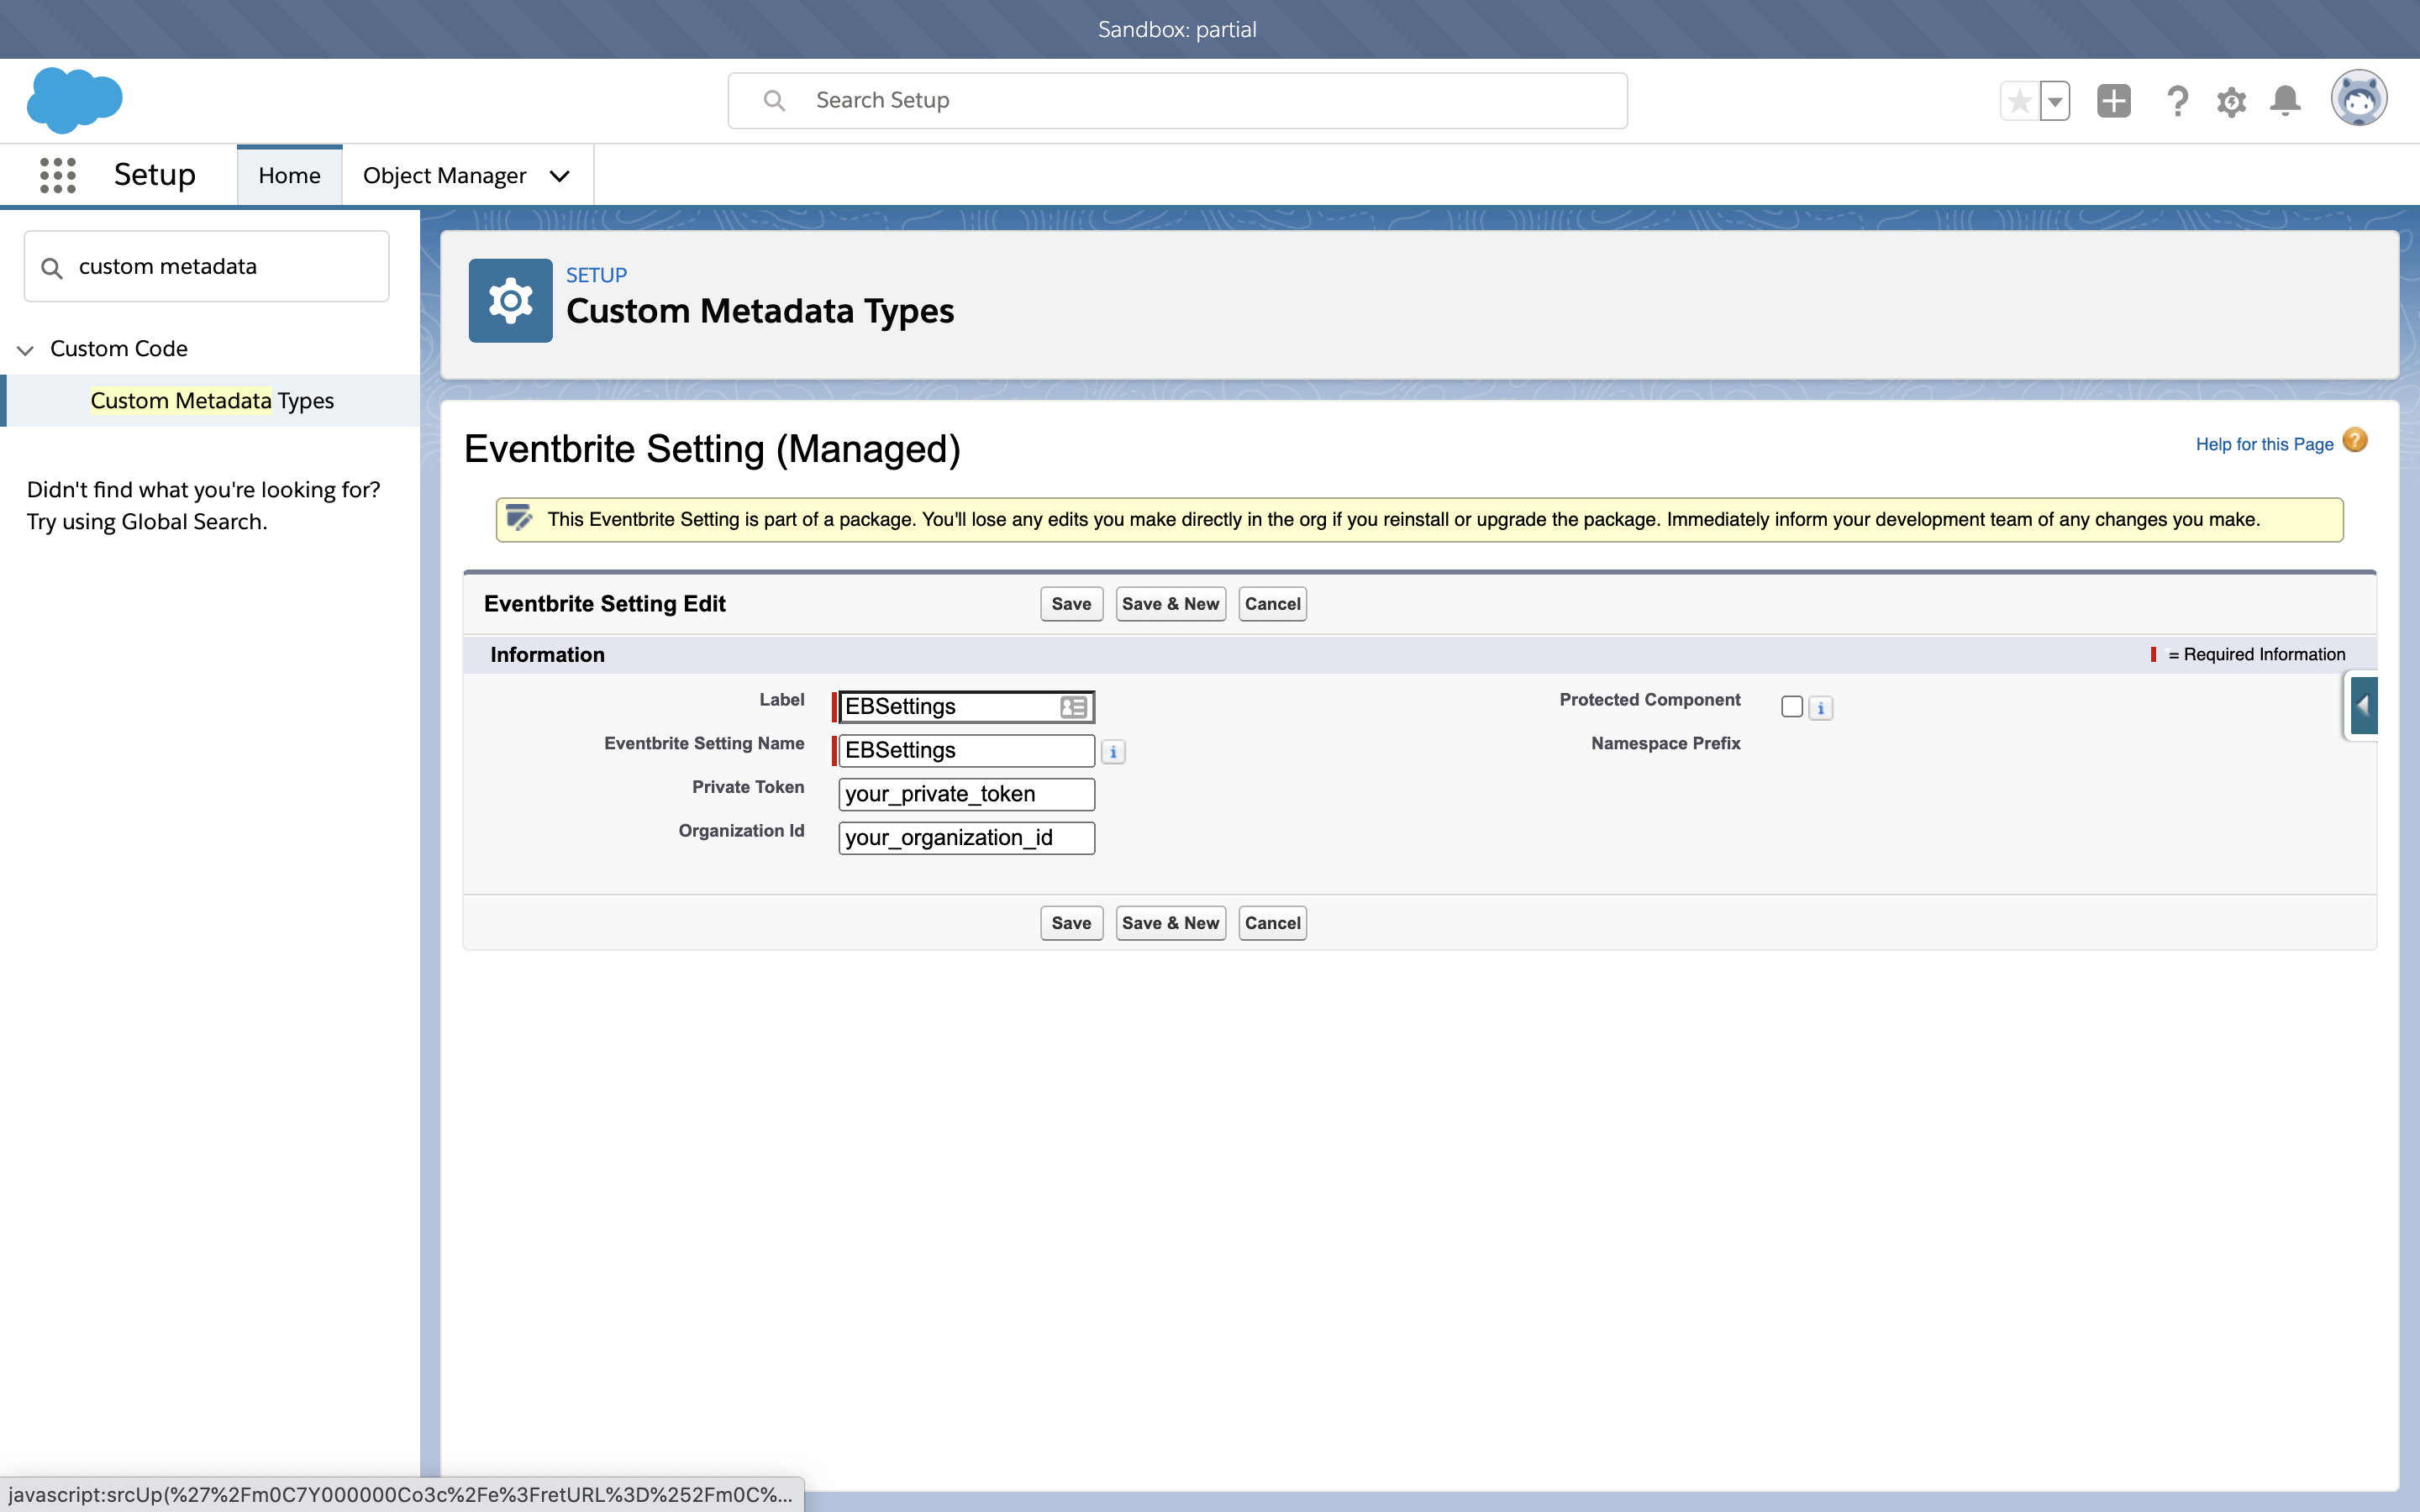 Sandbox: partial
Search Setup
Setup
Home
Object Manager
custom metadata
Custom Code
Custom Metadata Types
Didn't find what you're looking for?
Try using Global Search.
SETUP
Custom Metadata Types
Eventbrite Setting (Managed)
Help for this Page
This Eventbrite Setting is part of a package. You'll lose any edits you make directly in the org if you reinstall or upgrade the package. Immediately inform your development team of any changes you make.
Eventbrite Setting Edit
Save
Save & New
Cancel
Information
= Required Information
Label
EBSettings
Protected Component
Eventbrite Setting Name
EBSettings
Namespace Prefix
Private Token
your_private_token
Organization Id
your_organization_id
Save
Save & New
Cancel
javascript:srcUp(%27%2Fm0C7Y000000Co3c%2Fe%3FretURL%3D%252Fm0C%...